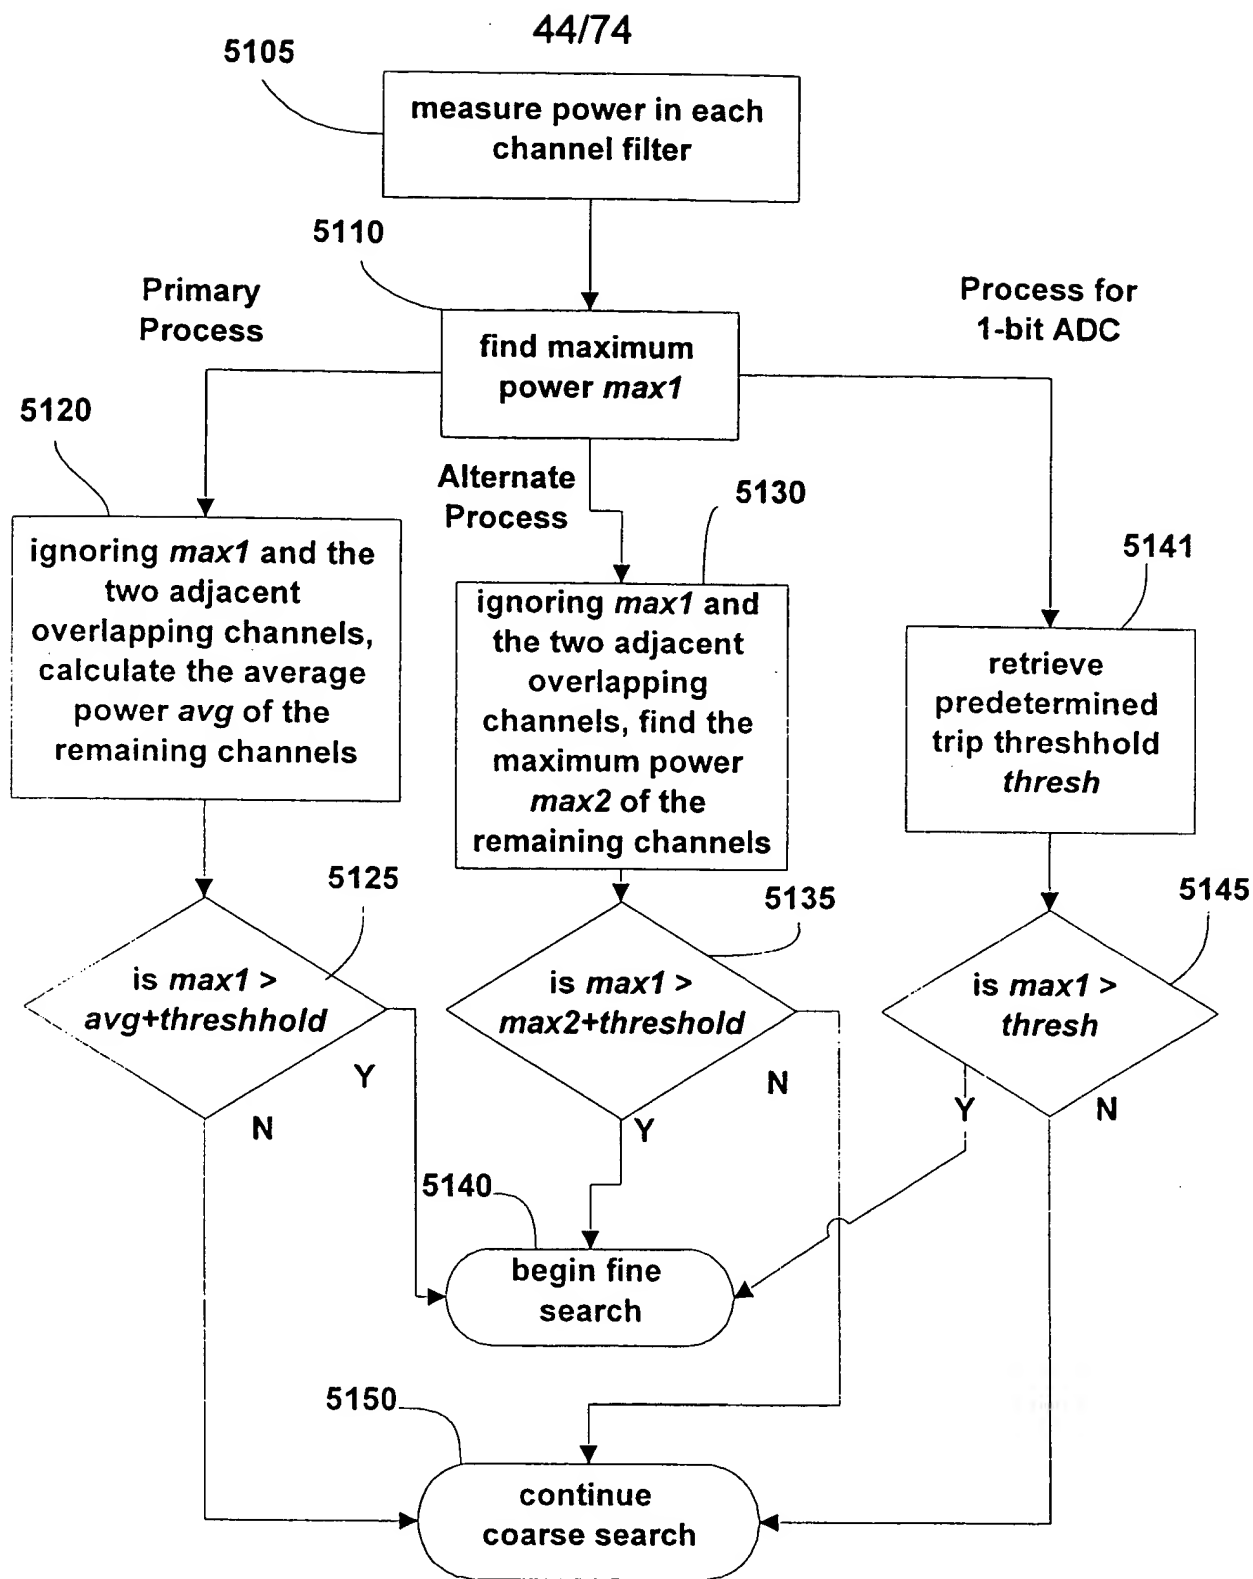 44/74
5105
measure power in each
channel filter
5110
Primary
Process
Process for
1-bit ADC
find maximum
power max1
5120
Alternate
Process
5130
5141
ignoring max1 and the
two adjacent
overlapping channels,
calculate the average
power avg of the
remaining channels
ignoring max1 and
the two adjacent
overlapping
channels, find the
maximum power
max2 of the
remaining channels
retrieve
predetermined
trip threshhold
thresh
5125
5135
5145
is max1 >
avg+threshhold
is max1 >
max2+threshold
is max1 >
thresh
Y
N
N
Y
Y
N
5140
begin fine
search
5150
continue
coarse search